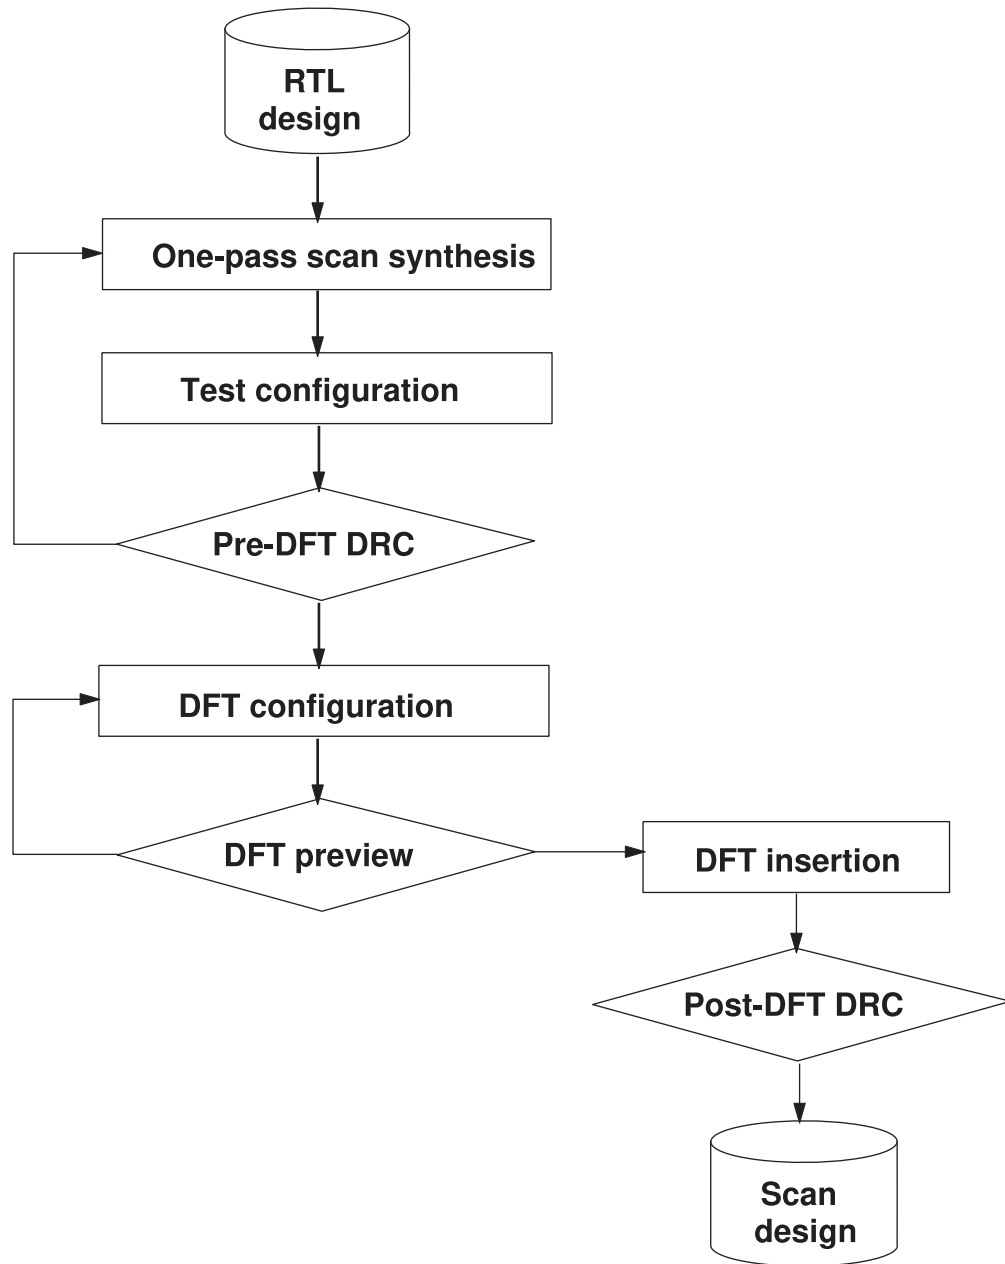 RTL
design
One-pass scan synthesis
Test configuration
Pre-DFT DRC
DFT configuration
DFT preview
DFT insertion
Post-DFT DRC
Scan
design